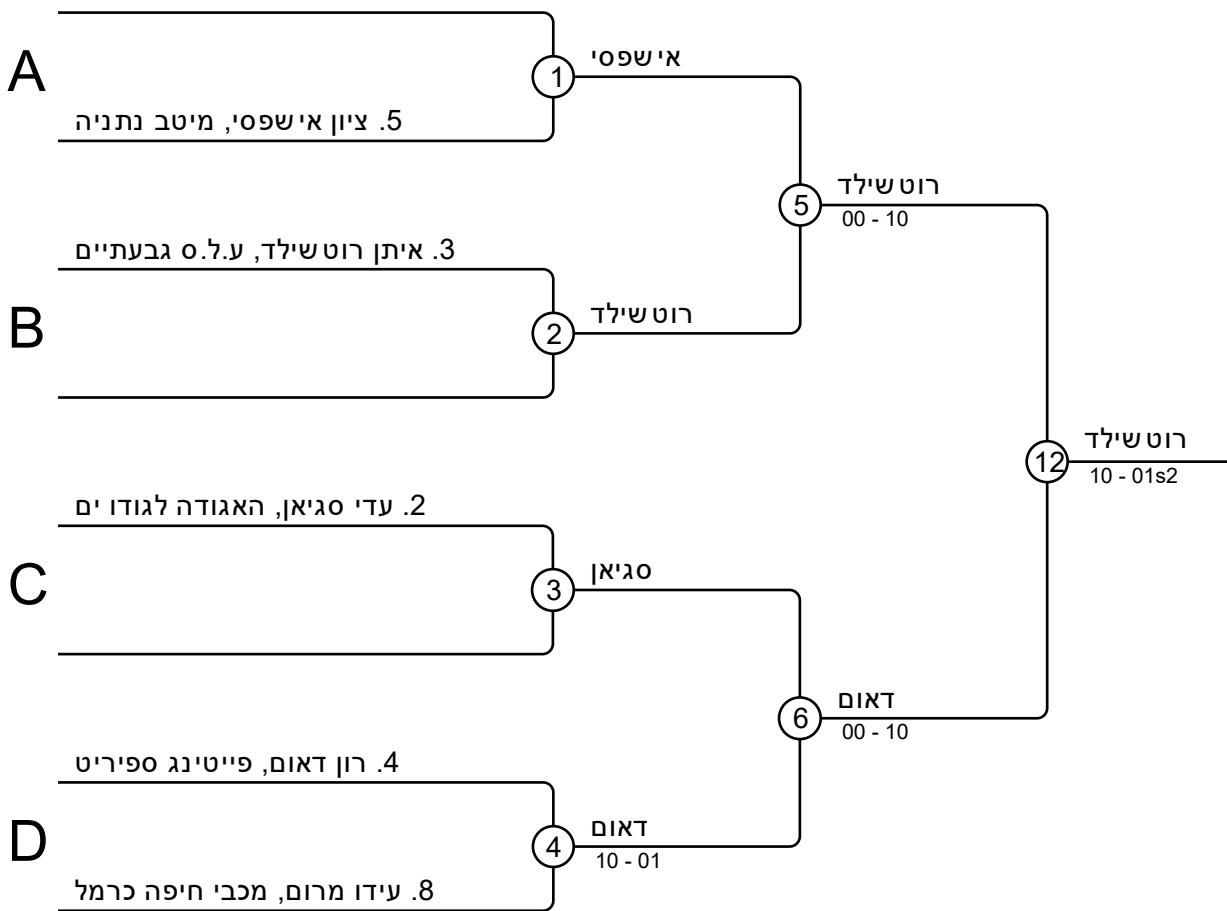 A
1
אישפסי
5. ציון אישפסי, מיטב נתניה
5
רוטשילד
00 - 10
3. איתן רוטשילד, ע.ל.ס גבעתיים
B
2
רוטשילד
12
רוטשילד
10 - 01s2
2. עדי סגיאן, האגודה לגודו ים
C
3
סגיאן
6
דאום
00 - 10
4. רון דאום, פייטינג ספיריט
D
4
דאום
10 - 01
8. עידו מרום, מכבי חיפה כרמל